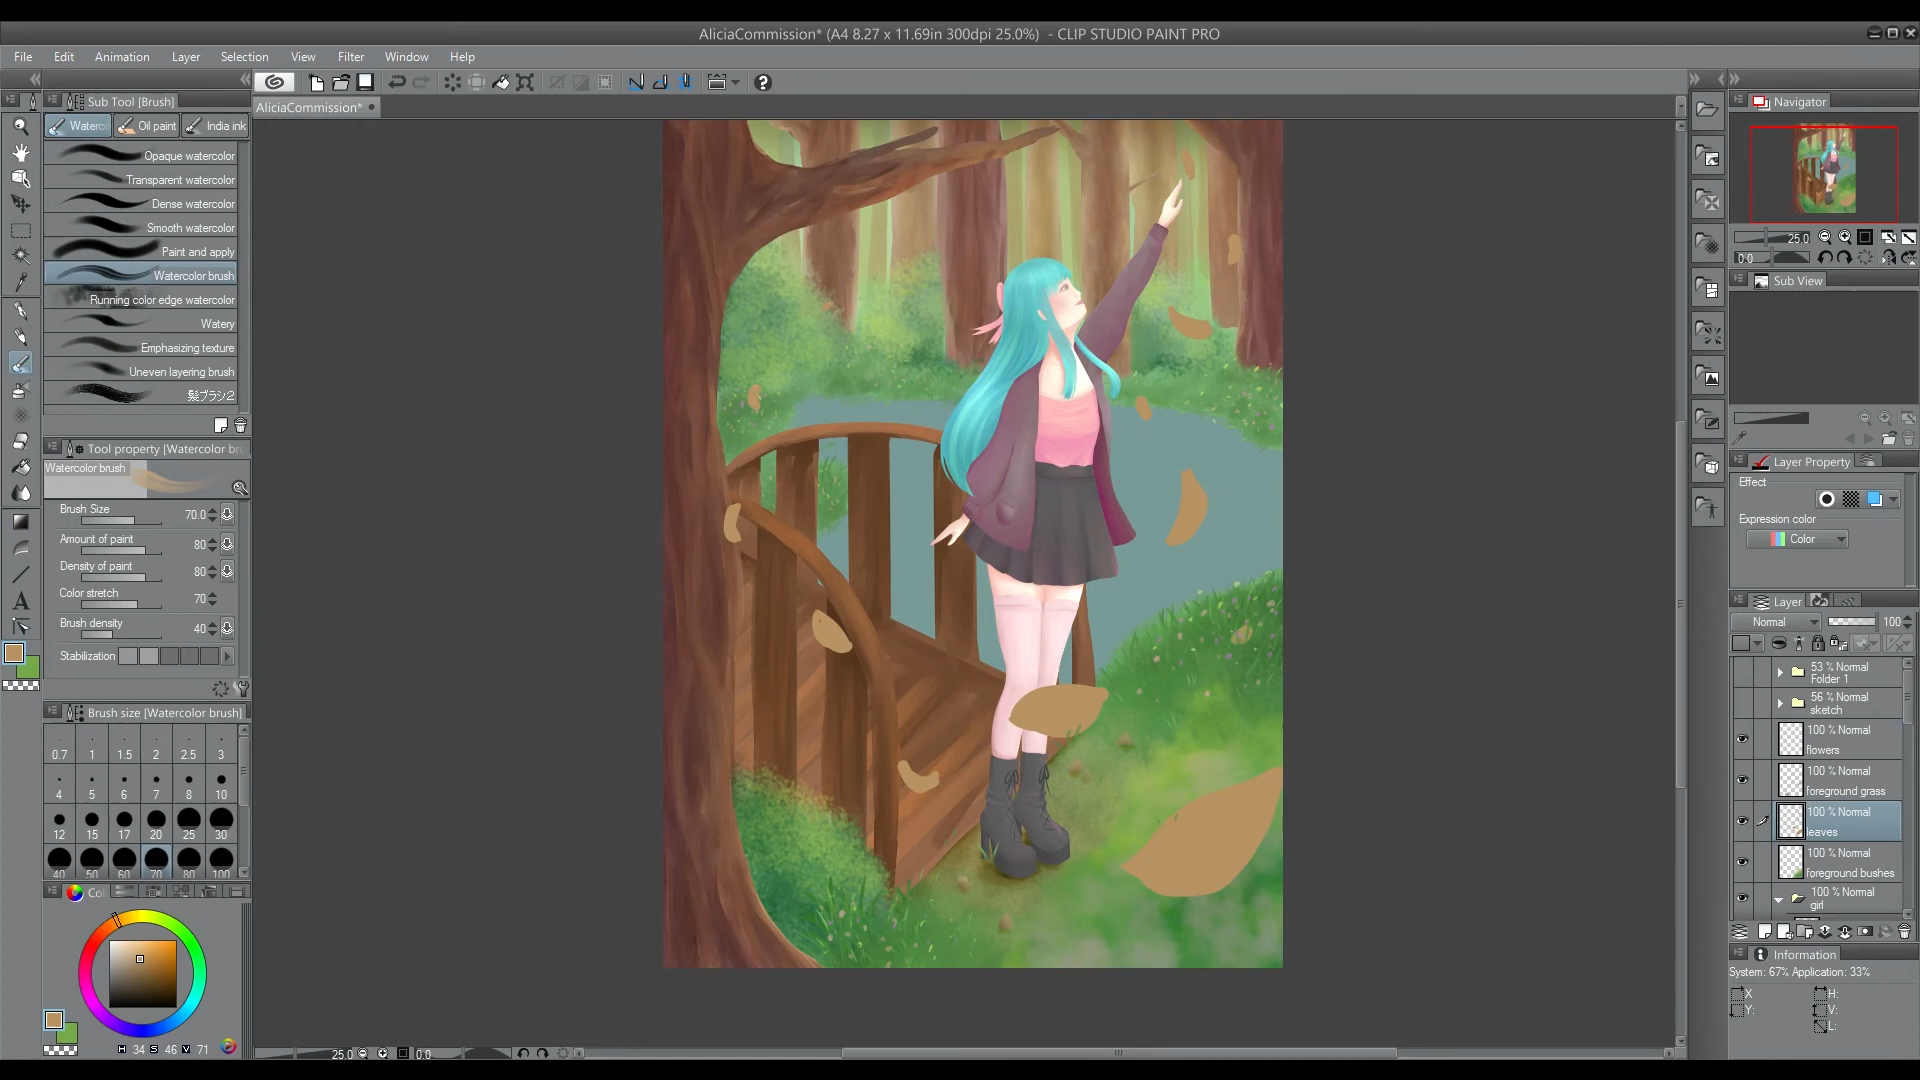 AliciaCommission* (A4 8.27 x 11.69in 300dpi 25.0%)  - CLIP STUDIO PAINT PRO
File Edit Animation Layer Selection View Filter Window Help
Sub Tool [Brush]
AliciaCommission*
Navigator
Waterc Oil paint India ink
Opaque watercolor
Transparent watercolor
Dense watercolor
Smooth watercolor
Paint and apply
Watercolor brush
Running color edge watercolor
Watery
Emphasizing texture
Uneven layering brush
髪ブラシ2
Tool property [Watercolor br
Watercolor brush
Brush Size 70.0
Amount of paint 80
Density of paint 80
Color stretch 70
Brush density 40
Stabilization
Brush size [Watercolor brush]
0.7 1 1.5 2 2.5 3
4 5 6 7 8 10
12 15 17 20 25 30
40 50 60 70 80 100
Co
H 34 S 46 V 71
25.0 0.0
25.0
0.0
Sub View
Layer Property
Effect
Expression color
Color
Layer
Normal 100
53 % Normal
Folder 1
56 % Normal
sketch
100 % Normal
flowers
100 % Normal
foreground grass
100 % Normal
leaves
100 % Normal
foreground bushes
100 % Normal
girl
Information
System: 67% Application: 33%
X H:
Y: V:
L: